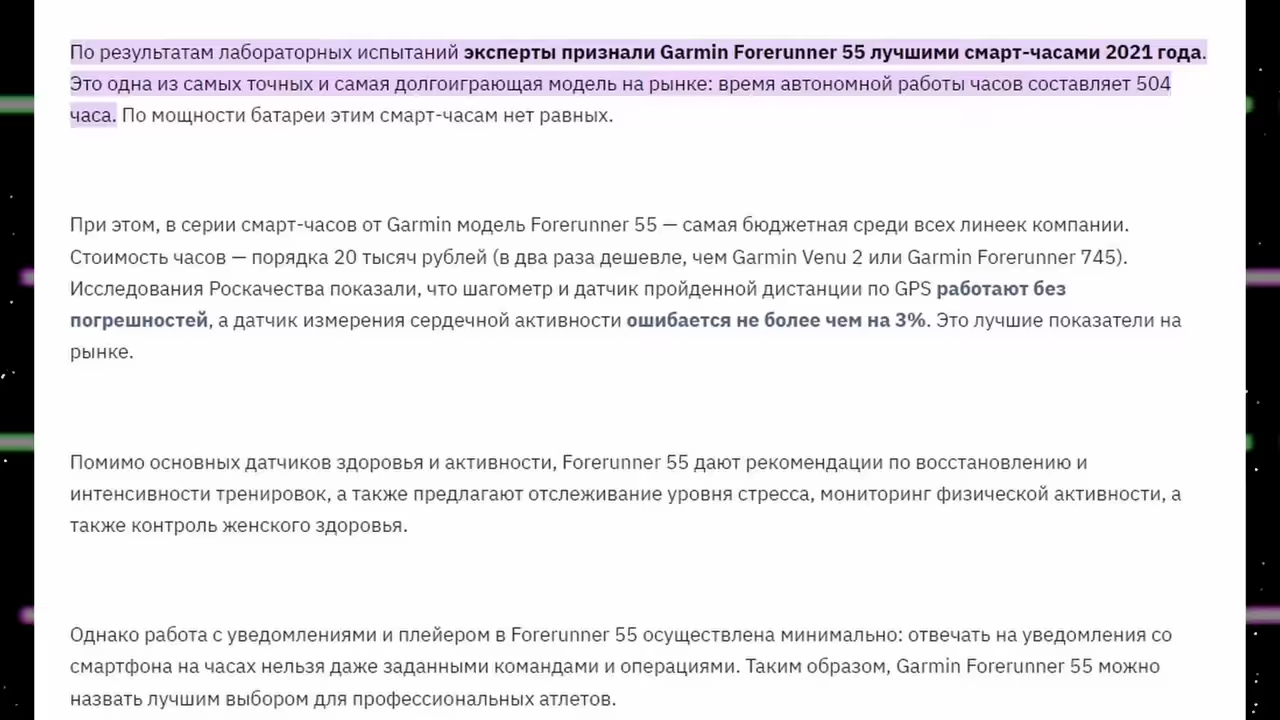 По результатам лабораторных испытаний эксперты признали Garmin Forerunner 55 лучшими смарт-часами 2021 года.
Это одна из самых точных и самая долгоиграющая модель на рынке: время автономной работы часов составляет 504
часа. По мощности батареи этим смарт-часам нет равных.
При этом, в серии смарт-часов от Garmin модель Forerunner 55 — самая бюджетная среди всех линеек компании.
Стоимость часов — порядка 20 тысяч рублей (в два раза дешевле, чем Garmin Venu 2 или Garmin Forerunner 745).
Исследования Роскачества показали, что шагометр и датчик пройденной дистанции по GPS работают без
погрешностей, а датчик измерения сердечной активности ошибается не более чем на 3%. Это лучшие показатели на
рынке.
Помимо основных датчиков здоровья и активности, Forerunner 55 дают рекомендации по восстановлению и
интенсивности тренировок, а также предлагают отслеживание уровня стресса, мониторинг физической активности, а
также контроль женского здоровья.
Однако работа с уведомлениями и плейером в Forerunner 55 осуществлена минимально: отвечать на уведомления со
смартфона на часах нельзя даже заданными командами и операциями. Таким образом, Garmin Forerunner 55 можно
назвать лучшим выбором для профессиональных атлетов.